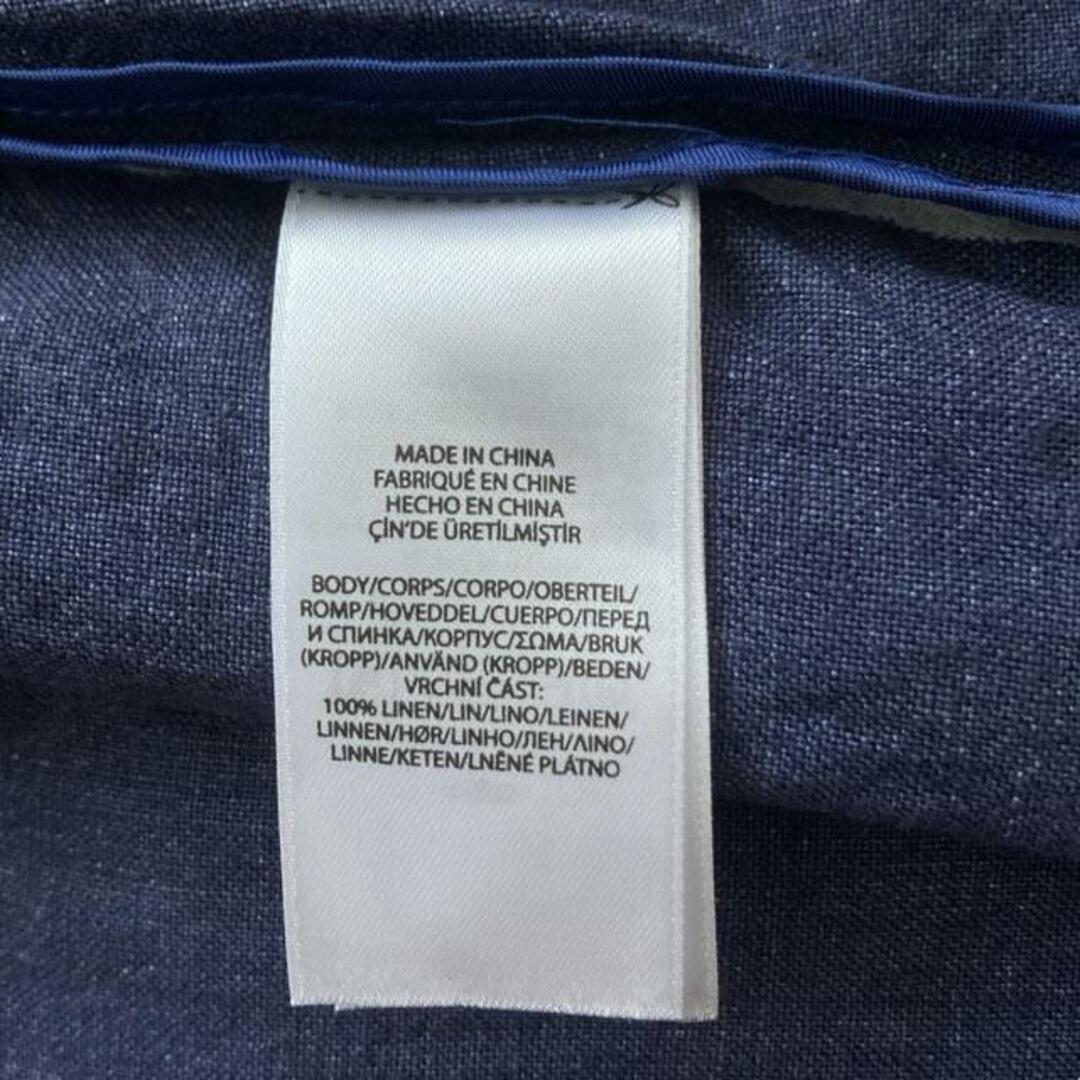 MADE IN CHINA
FABRIQUÉ EN CHINE
HECHO EN CHINA
ÇİN'DE ÜRETİLMİŞTİR
BODY/CORPS/CORPO/OBERTEIL/
ROMP/HOVEDDEL/CUERPO/ПЕРЕД
И СПИНКА/КОРПУС/ΣΩΜΑ/BRUK
(KROPP)/ANVÄND (KROPP)/BEDEN/
VRCHNÍ ČÁST:
100% LINEN/LIN/LINO/LEINEN/
LINNEN/HØR/LINHO/ЛЕН/ΛΙΝΟ/
LINNE/KETEN/LNĚNÉ PLÁTNO